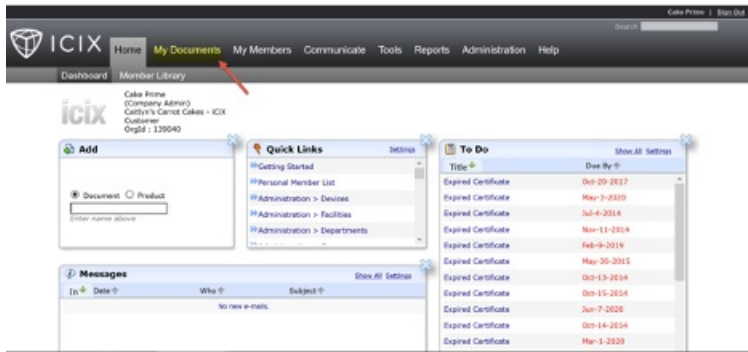 Cake Prime | Sign Out
Search
ICIX
Home My Documents My Members Communicate Tools Reports Administration Help
Dashboard Member Library
icix
Cake Prime
(Company Admin)
Caitlyn's Carrot Cakes - ICIX
Customer
OrgId : 139040
Add
Document Product
Enter name above
Quick Links Settings
Getting Started
Personal Member List
Administration > Devices
Administration > Facilities
Administration > Departments
To Do Show All Settings
Title Due By
Expired Certificate Oct-20-2017
Expired Certificate May-3-2020
Expired Certificate Jul-4-2014
Expired Certificate Nov-11-2014
Expired Certificate Feb-9-2019
Expired Certificate May-30-2015
Expired Certificate Oct-13-2014
Expired Certificate Oct-15-2014
Expired Certificate Jun-7-2020
Expired Certificate Oct-14-2014
Expired Certificate Mar-1-2020
Messages Show All Settings
In Date Who Subject
No new e-mails.